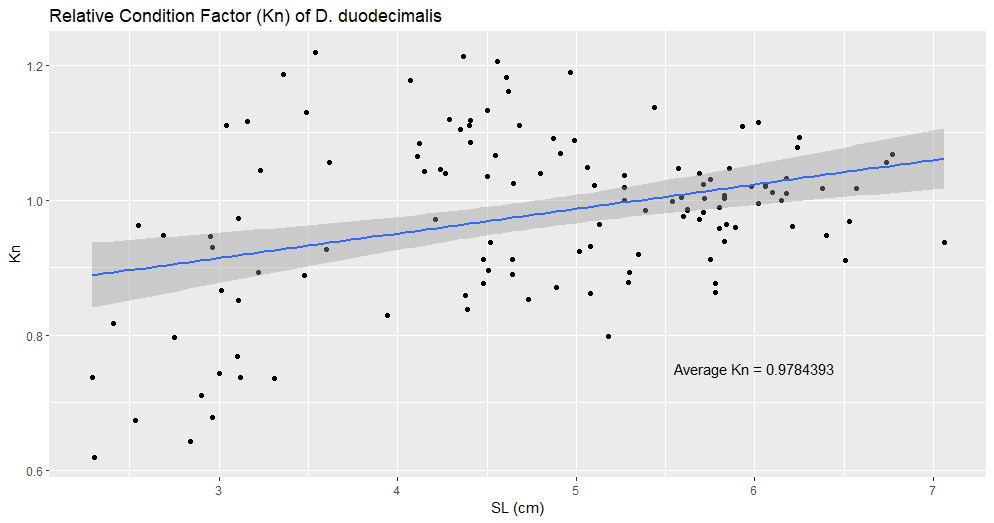 Relative Condition Factor (Kn) of D. duodecimalis
Kn
1.2
1.0
0.8
0.6
Average Kn = 0.9784393
3 4 5 6 7
SL (cm)